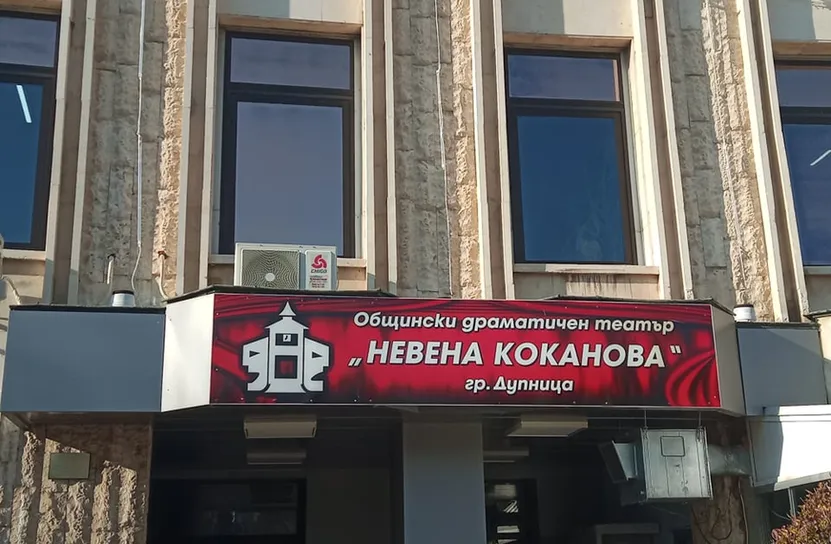 Общински драматичен театър
„НЕВЕНА КОКАНОВА"
гр. Дупница